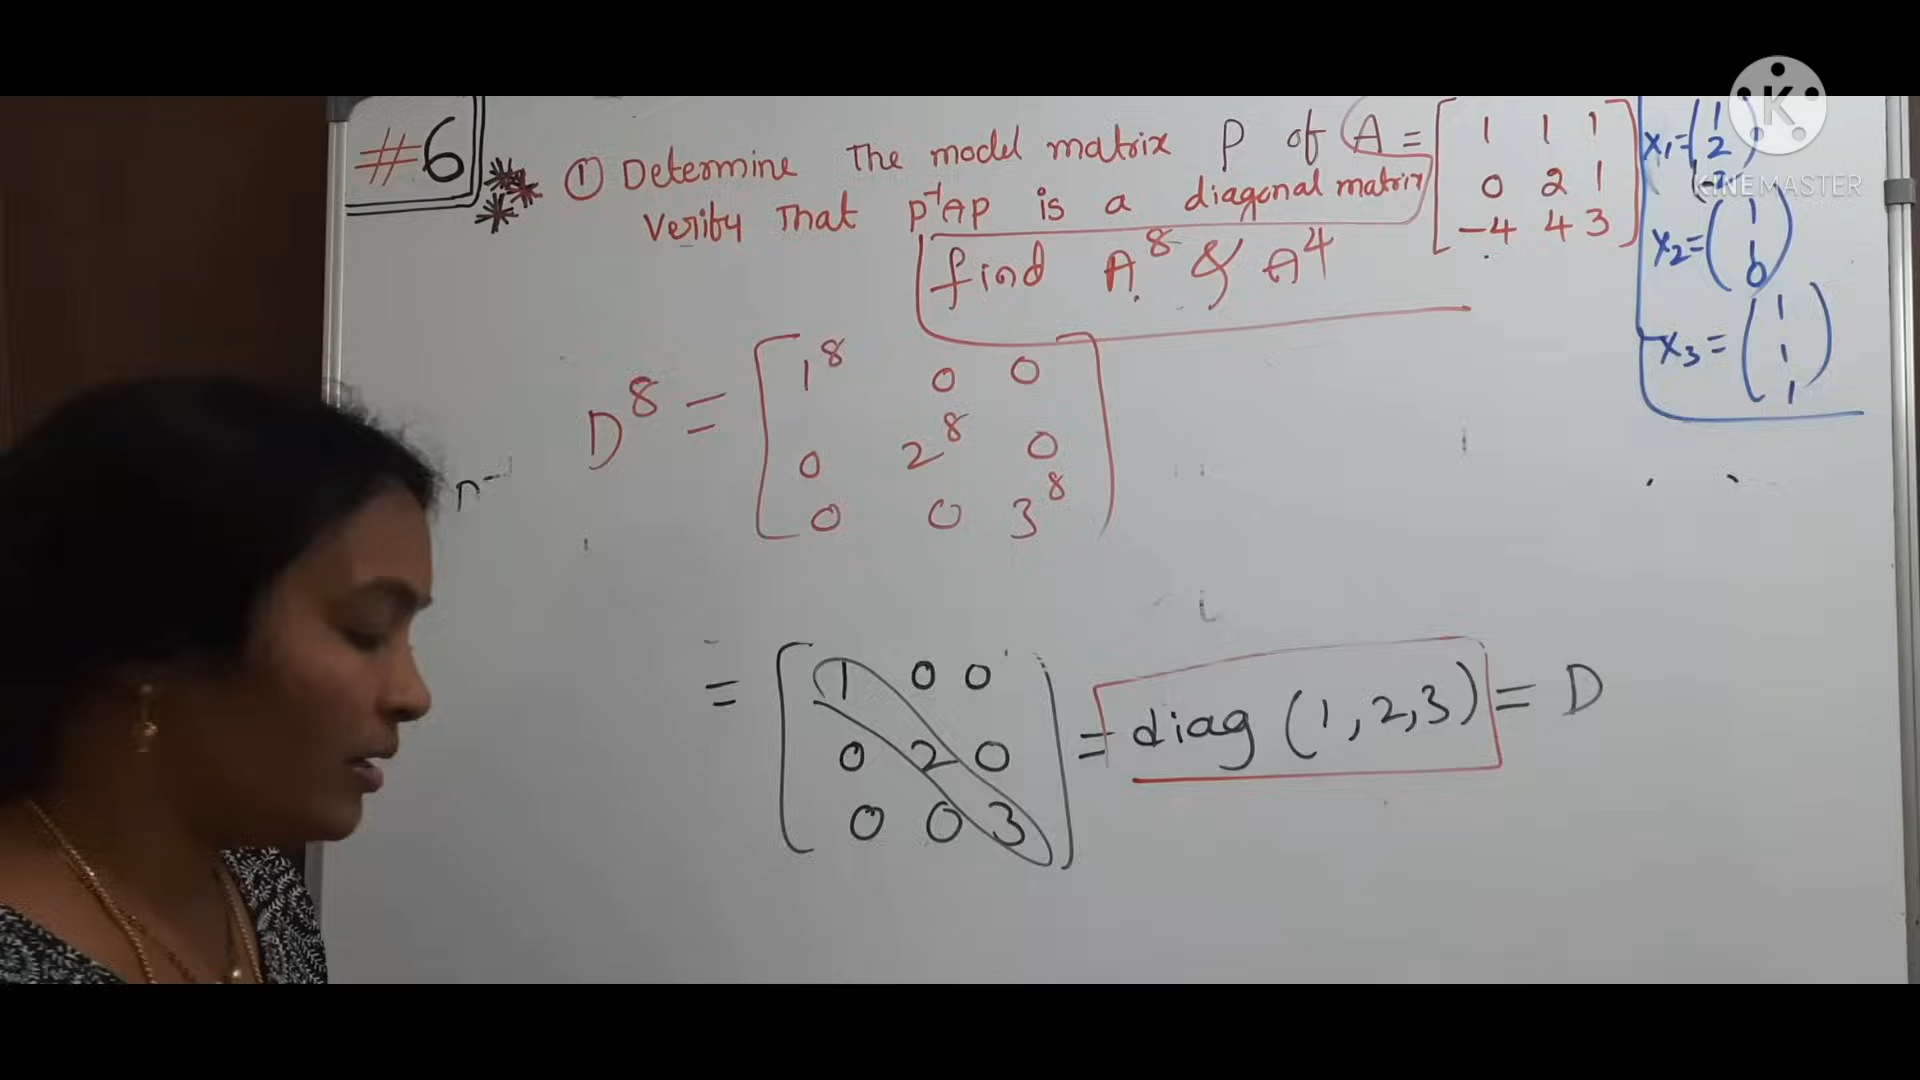 #6
① Determine The model matrix P of A = [1 1 1
0 2 1
-4 4 3]
Verify That P⁻¹AP is a diagonal matrix
find A⁸ & A⁴
x₁ = (1
2
x₂ = (1
1
0)
x₃ = (1
1
1)
D⁸ = [1⁸ 0 0
0 2⁸ 0
0 0 3⁸]
= [1 0 0
0 2 0
0 0 3] = diag (1, 2, 3) = D
K
KINEMASTER